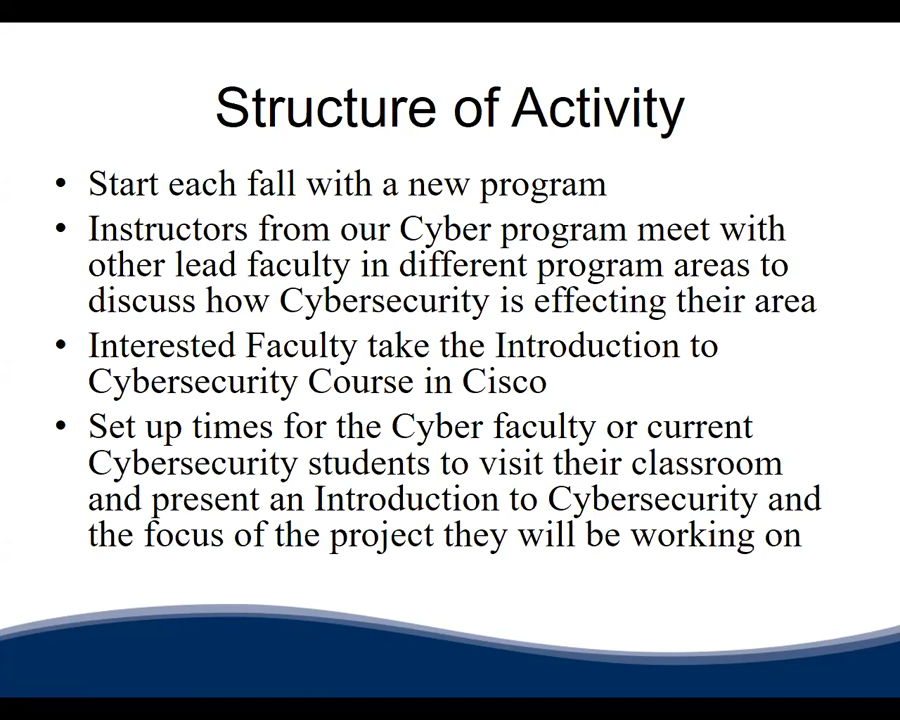 Structure of Activity
• Start each fall with a new program
• Instructors from our Cyber program meet with
other lead faculty in different program areas to
discuss how Cybersecurity is effecting their area
• Interested Faculty take the Introduction to
Cybersecurity Course in Cisco
• Set up times for the Cyber faculty or current
Cybersecurity students to visit their classroom
and present an Introduction to Cybersecurity and
the focus of the project they will be working on